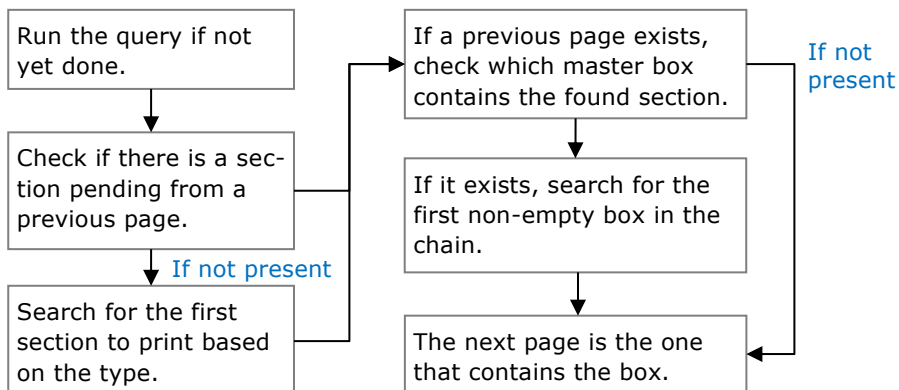 Run the query if not
yet done.
Check if there is a sec-
tion pending from a
previous page.
If not present
Search for the first
section to print based
on the type.
If a previous page exists,
check which master box
contains the found section.
If not
present
If it exists, search for the
first non-empty box in the
chain.
The next page is the one
that contains the box.